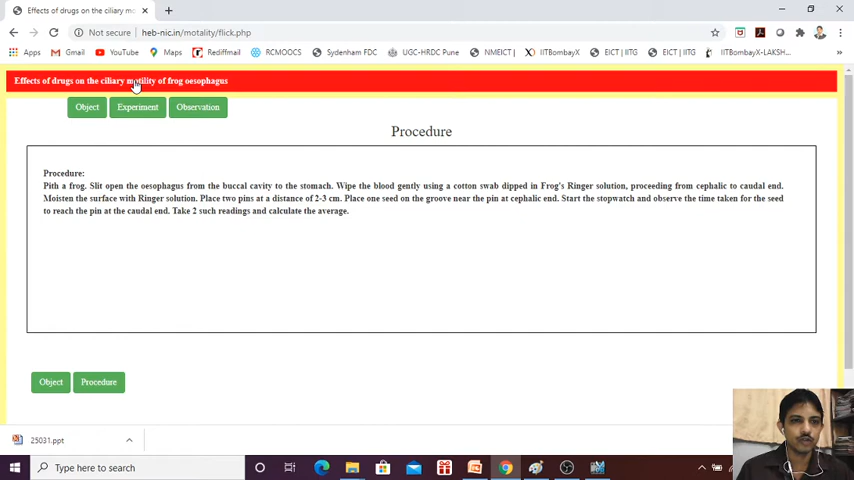 Effects of drugs on the ciliary mo
Not secure
heb-nic.in/motality/flick.php
Apps
Gmail
YouTube
Maps
Rediffmail
RCMOOCS
Sydenham FDC
UGC-HRDC Pune
NMEICT |
IITBombayX
EICT | IITG
EICT | IITG
IITBombayX-LAKSH...
Effects of drugs on the ciliary motility of frog oesophagus
Object
Experiment
Observation
Procedure
Procedure:
Pith a frog. Slit open the oesophagus from the buccal cavity to the stomach. Wipe the blood gently using a cotton swab dipped in Frog's Ringer solution, proceeding from cephalic to caudal end.
Moisten the surface with Ringer solution. Place two pins at a distance of 2-3 cm. Place one seed on the groove near the pin at cephalic end. Start the stopwatch and observe the time taken for the seed
to reach the pin at the caudal end. Take 2 such readings and calculate the average.
Object
Procedure
25031.ppt
Type here to search